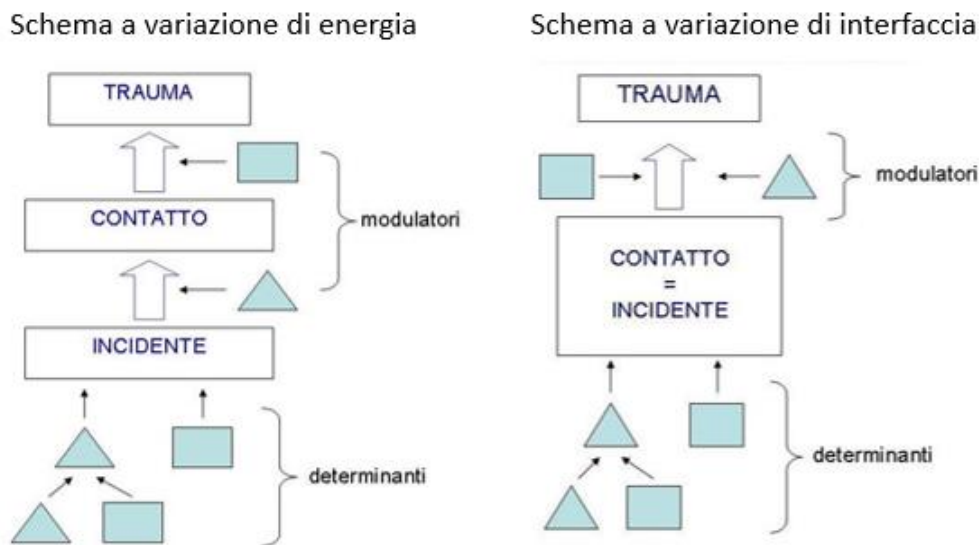 Schema a variazione di energia
TRAUMA
CONTATTO
modulatori
INCIDENTE
determinanti
Schema a variazione di interfaccia
TRAUMA
modulatori
CONTATTO
=
INCIDENTE
determinanti